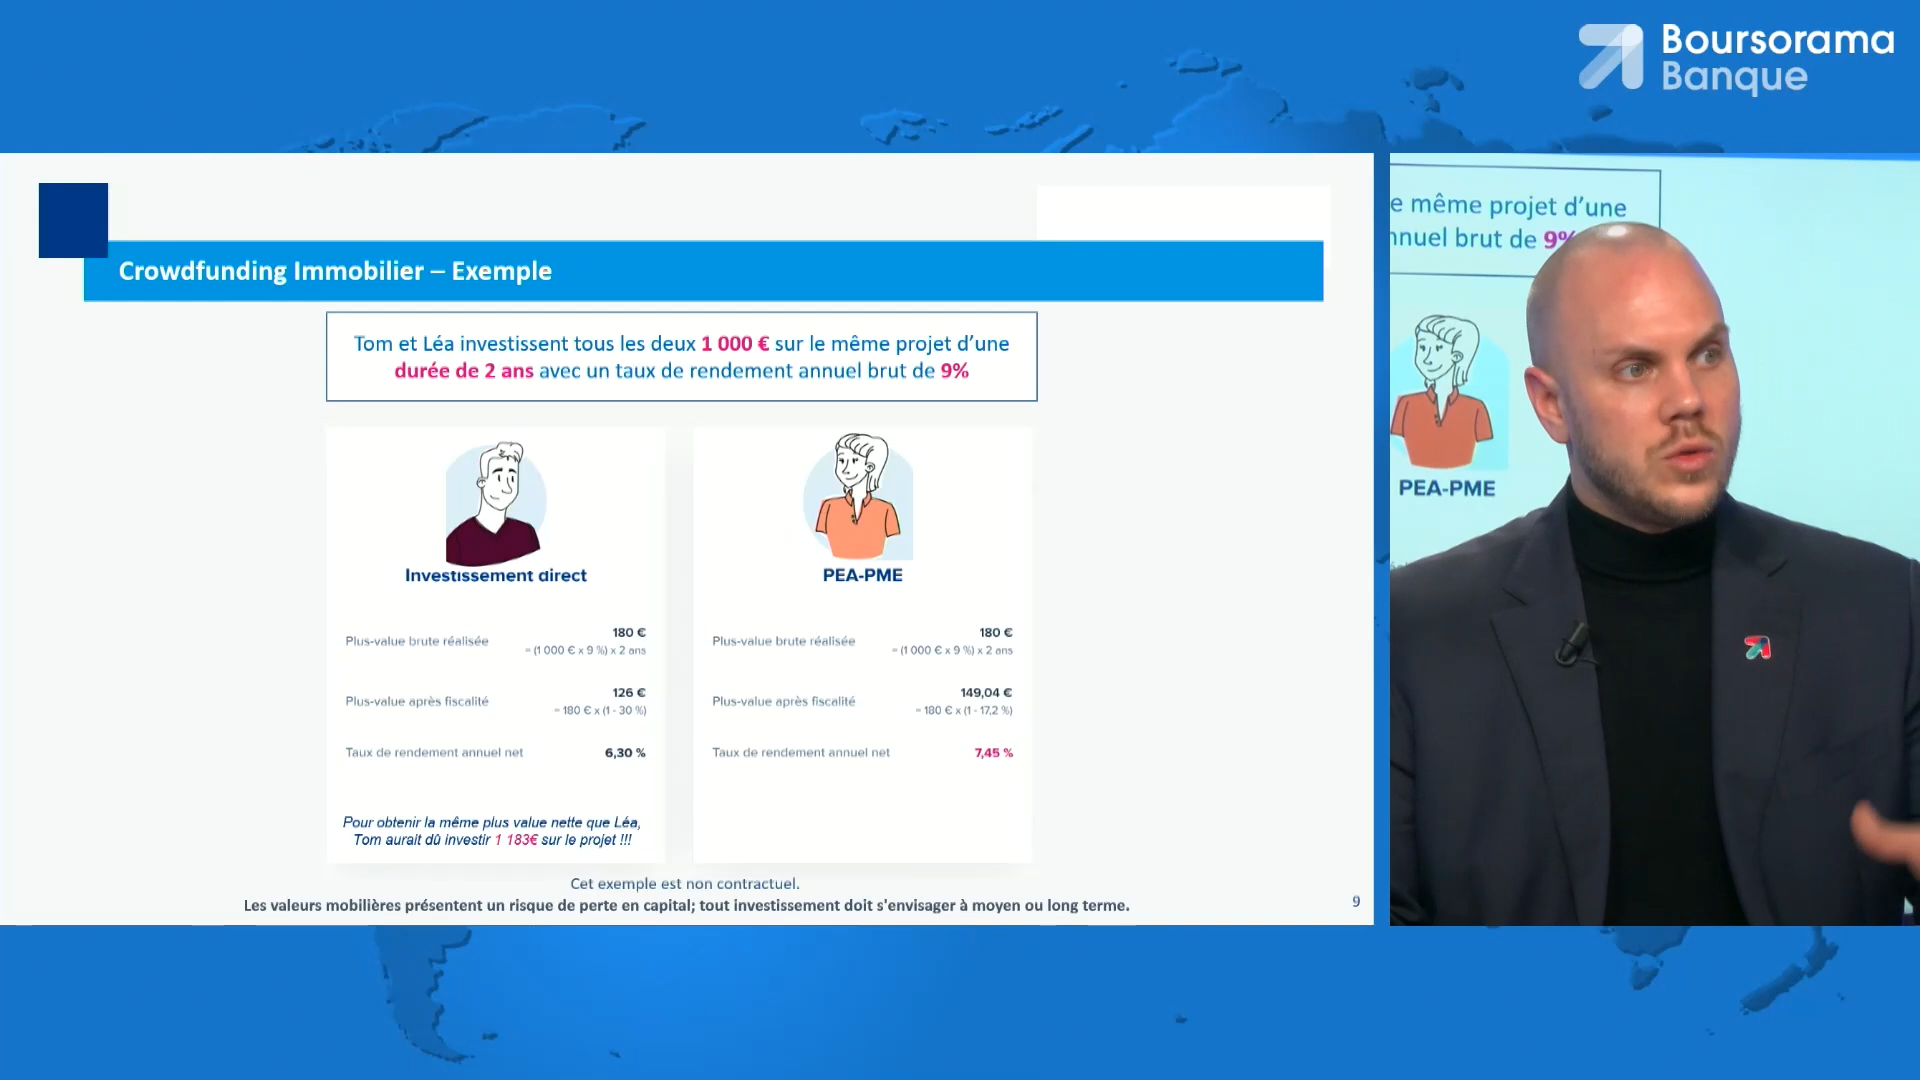 Boursorama
Banque
Crowdfunding Immobilier – Exemple
Tom et Léa investissent tous les deux 1 000 € sur le même projet d’une
durée de 2 ans avec un taux de rendement annuel brut de 9%
Investissement direct
Plus-value brute réalisée
180 €
= (1 000 € x 9 %) x 2 ans
Plus-value après fiscalité
126 €
= 180 € x (1 - 30 %)
Taux de rendement annuel net
6,30 %
Pour obtenir la même plus value nette que Léa,
Tom aurait dû investir 1 183€ sur le projet !!!
PEA-PME
Plus-value brute réalisée
180 €
= (1 000 € x 9 %) x 2 ans
Plus-value après fiscalité
149,04 €
= 180 € x (1 - 17,2 %)
Taux de rendement annuel net
7,45 %
Cet exemple est non contractuel.
Les valeurs mobilières présentent un risque de perte en capital; tout investissement doit s'envisager à moyen ou long terme.
9
e même projet d’une
nnuel brut de 9%
PEA-PME